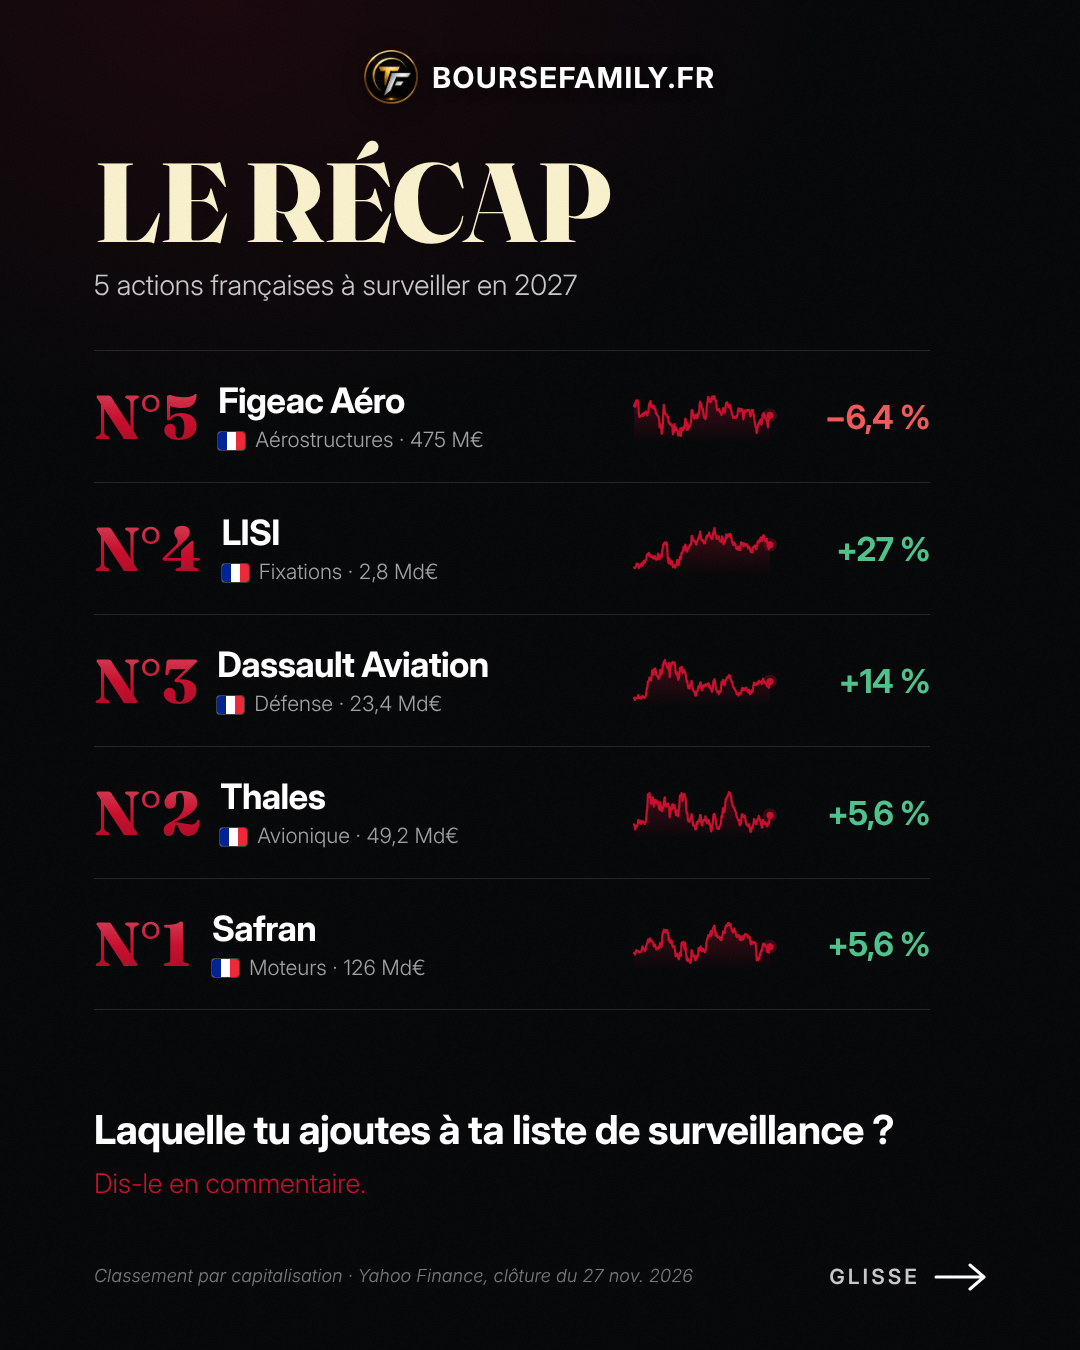 TF BOURSEFAMILY.FR
LE RÉCAP
5 actions françaises à surveiller en 2027
N°5 Figeac Aéro −6,4 %
Aérostructures · 475 M€
N°4 LISI +27 %
Fixations · 2,8 Md€
N°3 Dassault Aviation +14 %
Défense · 23,4 Md€
N°2 Thales +5,6 %
Avionique · 49,2 Md€
N°1 Safran +5,6 %
Moteurs · 126 Md€
Laquelle tu ajoutes à ta liste de surveillance ?
Dis-le en commentaire.
Classement par capitalisation · Yahoo Finance, clôture du 27 nov. 2026
GLISSE →